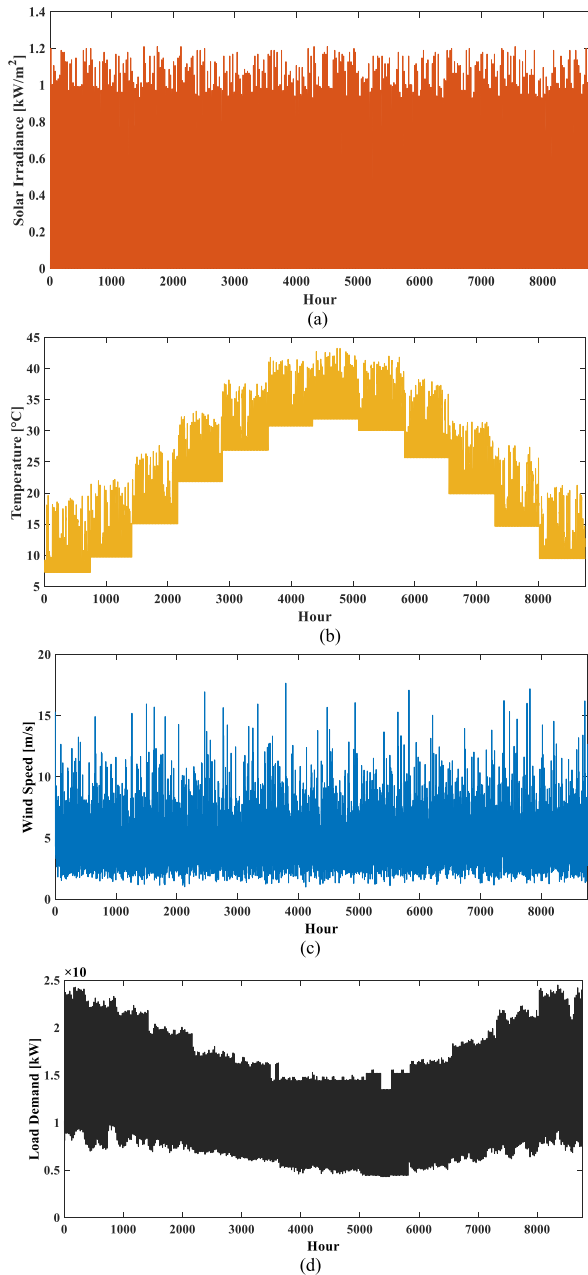 1.4
1.2
1
0.8
0.6
0.4
0.2
0
Solar Irradiance [kW/m²]
0 1000 2000 3000 4000 5000 6000 7000 8000
Hour
(a)
45
40
35
30
25
20
15
10
5
Temperature [°C]
0 1000 2000 3000 4000 5000 6000 7000 8000
Hour
(b)
20
15
10
5
0
Wind Speed [m/s]
0 1000 2000 3000 4000 5000 6000 7000 8000
Hour
(c)
×10
2.5
2
1.5
1
0.5
0
Load Demand [kW]
0 1000 2000 3000 4000 5000 6000 7000 8000
Hour
(d)